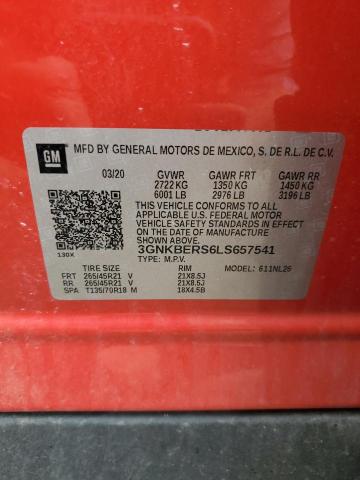 GM
MFD BY GENERAL MOTORS DE MEXICO, S. DE R.L. DE C.V.
03/20 GVWR GAWR FRT GAWR RR
2722 KG 1350 KG 1450 KG
6001 LB 2976 LB 3196 LB
THIS VEHICLE CONFORMS TO ALL
APPLICABLE U.S. FEDERAL MOTOR
VEHICLE SAFETY STANDARDS IN EFFECT
ON THE DATE OF MANUFACTURE SHOWN ABOVE.
3GNKBERS6LS657541
130X TYPE: M.P.V.
TIRE SIZE RIM MODEL: 611NL26
FRT 265/45R21 V 21X8.5J
RR 265/45R21 V 21X8.5J
SPA T135/70R18 M 18X4.5B